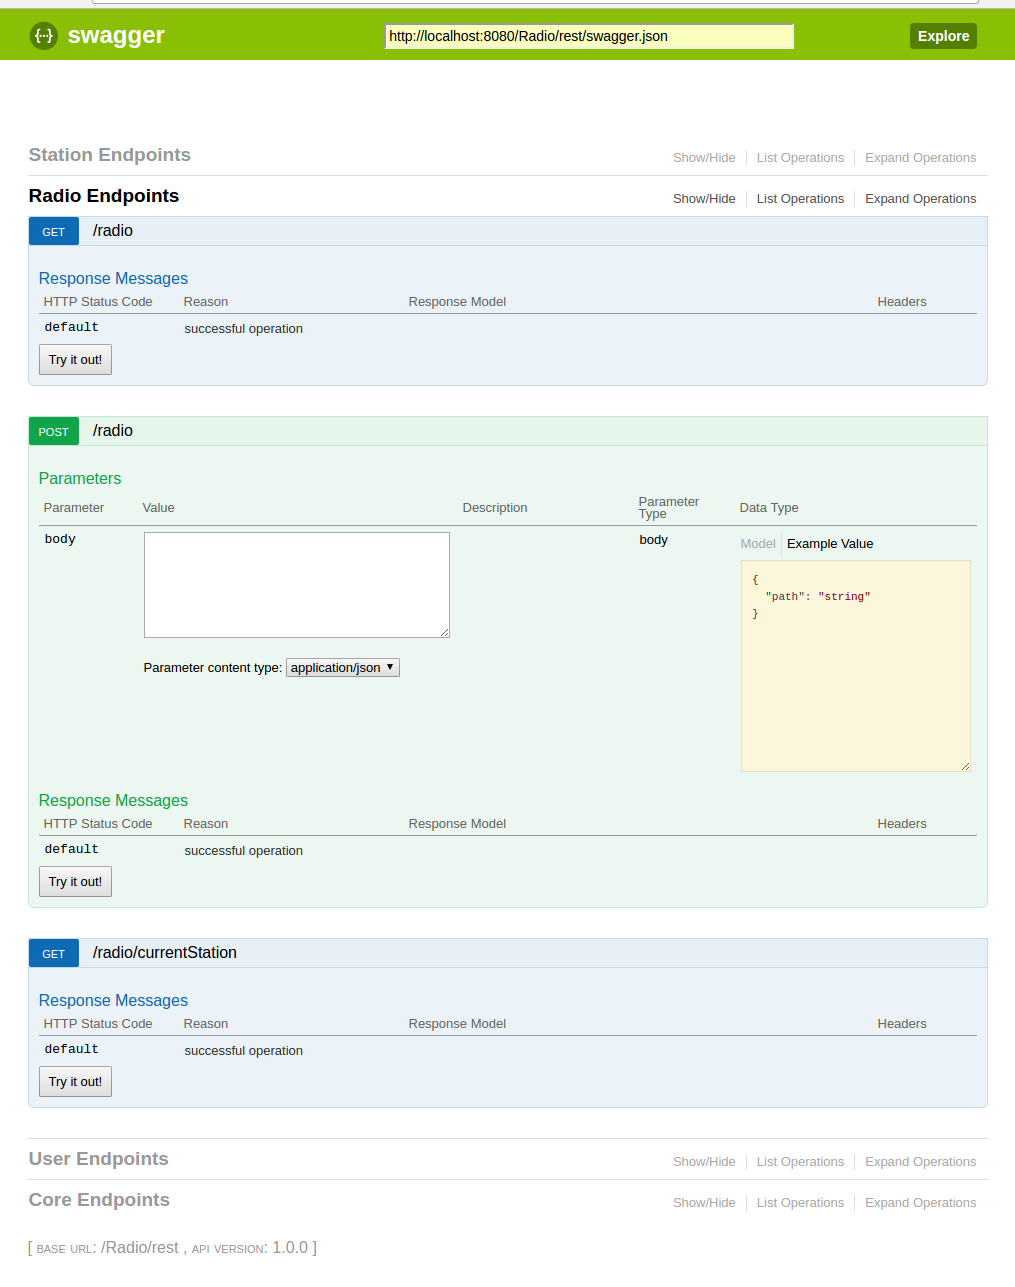 {···} swagger http://localhost:8080/Radio/rest/swagger.json Explore
Station Endpoints Show/Hide List Operations Expand Operations
Radio Endpoints Show/Hide List Operations Expand Operations
GET /radio
Response Messages
HTTP Status Code Reason Response Model Headers
default successful operation
Try it out!
POST /radio
Parameters
Parameter Value Description Parameter Type Data Type
body body Model Example Value
{
"path": "string"
}
Parameter content type: application/json
Response Messages
HTTP Status Code Reason Response Model Headers
default successful operation
Try it out!
GET /radio/currentStation
Response Messages
HTTP Status Code Reason Response Model Headers
default successful operation
Try it out!
User Endpoints Show/Hide List Operations Expand Operations
Core Endpoints Show/Hide List Operations Expand Operations
[ BASE URL: /Radio/rest , API VERSION: 1.0.0 ]